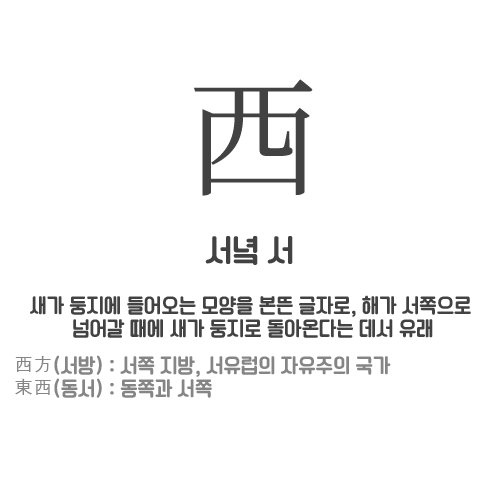 西
서녘 서
새가 둥지에 들어오는 모양을 본뜬 글자로, 해가 서쪽으로
넘어갈 때에 새가 둥지로 돌아온다는 데서 유래
西方(서방) : 서쪽 지방, 서유럽의 자유주의 국가
東西(동서) : 동쪽과 서쪽